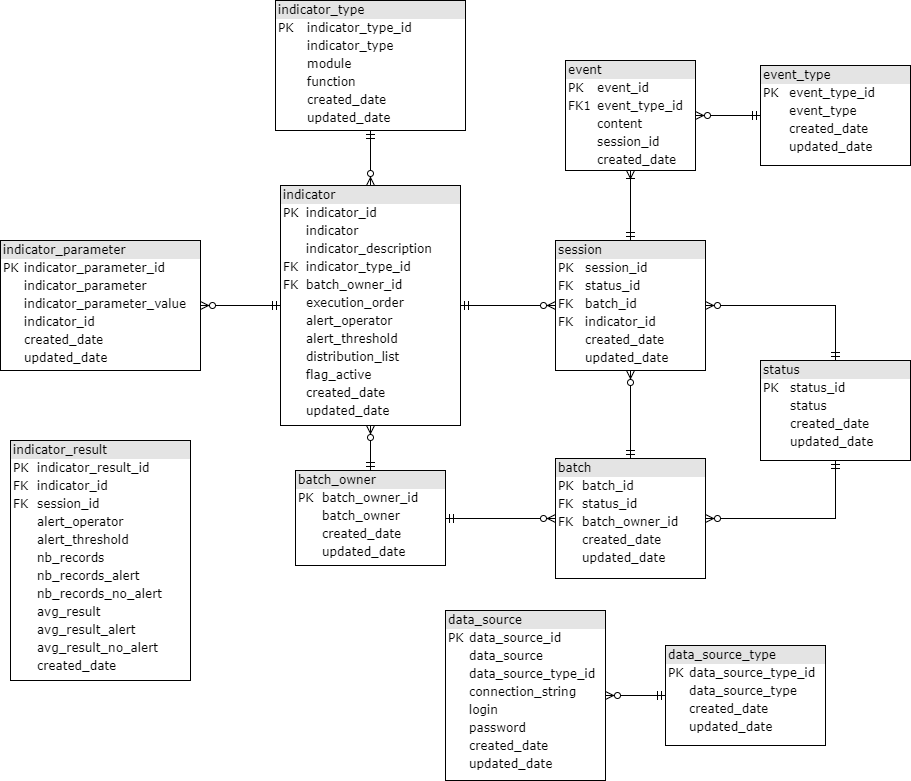 indicator_type
PK indicator_type_id
indicator_type
module
function
created_date
updated_date
event
PK event_id
FK1 event_type_id
content
session_id
created_date
event_type
PK event_type_id
event_type
created_date
updated_date
indicator
PK indicator_id
indicator
indicator_description
FK indicator_type_id
FK batch_owner_id
execution_order
alert_operator
alert_threshold
distribution_list
flag_active
created_date
updated_date
indicator_parameter
PK indicator_parameter_id
indicator_parameter
indicator_parameter_value
indicator_id
created_date
updated_date
session
PK session_id
FK status_id
FK batch_id
FK indicator_id
created_date
updated_date
status
PK status_id
status
created_date
updated_date
indicator_result
PK indicator_result_id
FK indicator_id
FK session_id
alert_operator
alert_threshold
nb_records
nb_records_alert
nb_records_no_alert
avg_result
avg_result_alert
avg_result_no_alert
created_date
batch_owner
PK batch_owner_id
batch_owner
created_date
updated_date
batch
PK batch_id
FK status_id
FK batch_owner_id
created_date
updated_date
data_source
PK data_source_id
data_source
data_source_type_id
connection_string
login
password
created_date
updated_date
data_source_type
PK data_source_type_id
data_source_type
created_date
updated_date